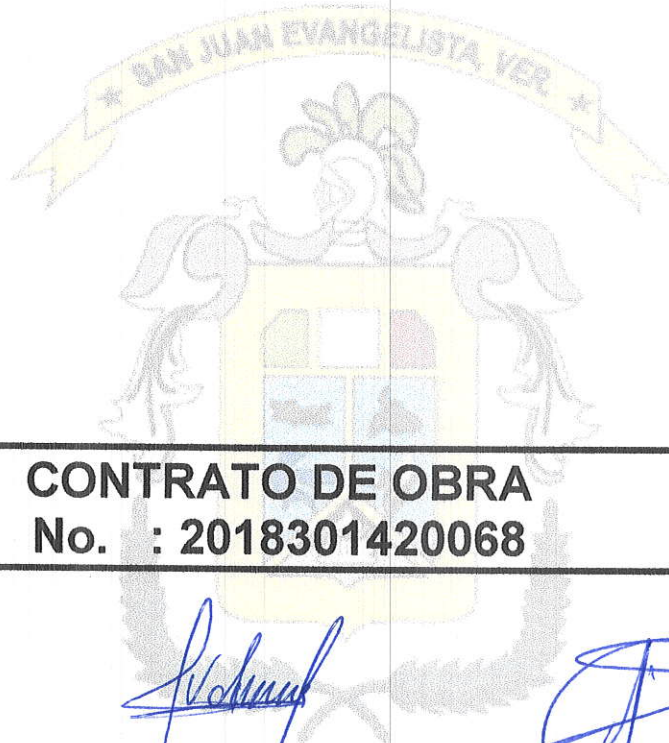 ★ SAN JUAN EVANGELISTA, VER. ★
CONTRATO DE OBRA
No. : 2018301420068